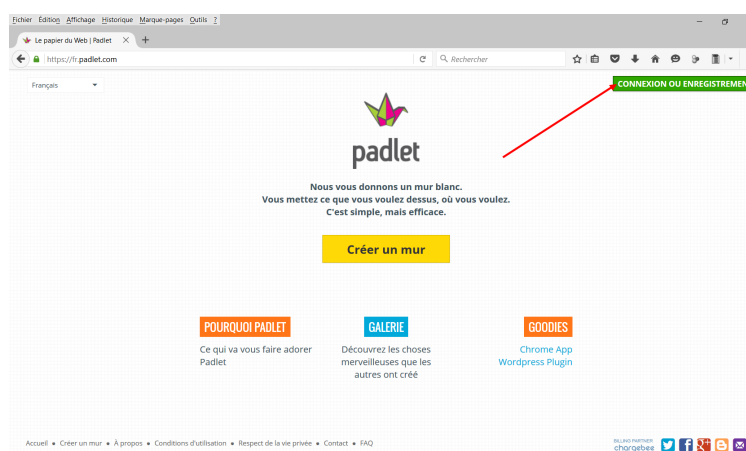 Fichier Édition Affichage Historique Marque-pages Outils ?
Le papier du Web | Padlet
https://fr.padlet.com
Rechercher
Français
CONNEXION OU ENREGISTREMEN
padlet
Nous vous donnons un mur blanc.
Vous mettez ce que vous voulez dessus, où vous voulez.
C'est simple, mais efficace.
Créer un mur
POURQUOI PADLET
Ce qui va vous faire adorer
Padlet
GALERIE
Découvrez les choses
merveilleuses que les
autres ont créé
GOODIES
Chrome App
Wordpress Plugin
Accueil • Créer un mur • À propos • Conditions d'utilisation • Respect de la vie privée • Contact • FAQ
BILLING PARTNER
chargebee